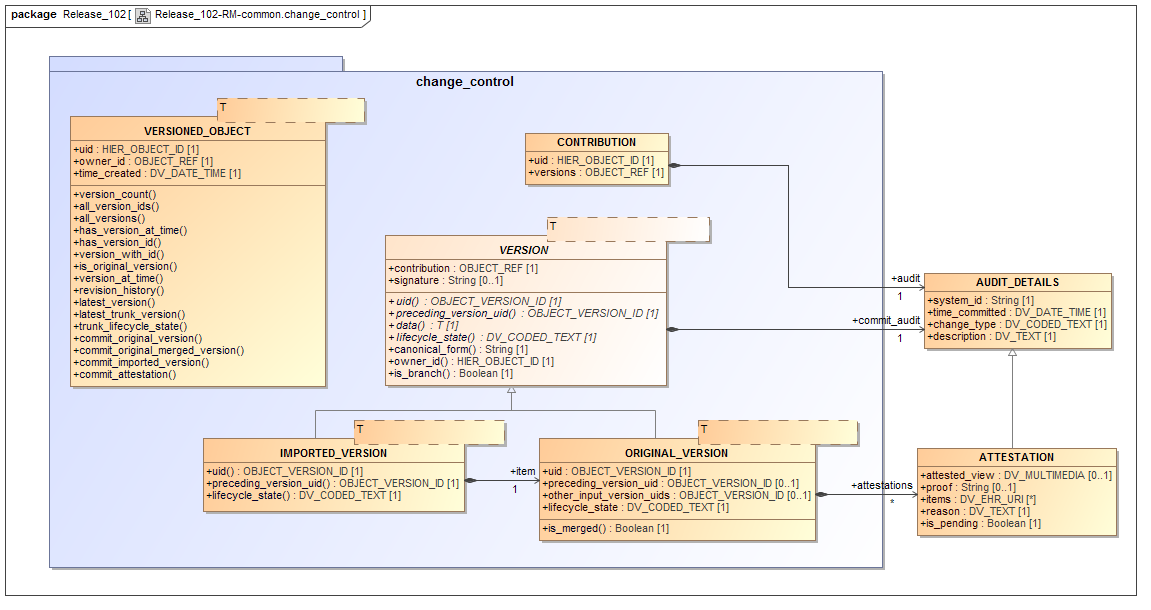 package Release_102 [ Release_102-RM-common.change_control ]
change_control
T
VERSIONED_OBJECT
+uid : HIER_OBJECT_ID [1]
+owner_id : OBJECT_REF [1]
+time_created : DV_DATE_TIME [1]
+version_count()
+all_version_ids()
+all_versions()
+has_version_at_time()
+has_version_id()
+version_with_id()
+is_original_version()
+version_at_time()
+revision_history()
+latest_version()
+latest_trunk_version()
+trunk_lifecycle_state()
+commit_original_version()
+commit_original_merged_version()
+commit_imported_version()
+commit_attestation()
CONTRIBUTION
+uid : HIER_OBJECT_ID [1]
+versions : OBJECT_REF [1]
T
VERSION
+contribution : OBJECT_REF [1]
+signature : String [0..1]
+uid() : OBJECT_VERSION_ID [1]
+preceding_version_uid() : OBJECT_VERSION_ID [1]
+data() : T [1]
+lifecycle_state() : DV_CODED_TEXT [1]
+canonical_form() : String [1]
+owner_id() : HIER_OBJECT_ID [1]
+is_branch() : Boolean [1]
+audit
1
+commit_audit
1
AUDIT_DETAILS
+system_id : String [1]
+time_committed : DV_DATE_TIME [1]
+change_type : DV_CODED_TEXT [1]
+description : DV_TEXT [1]
T
IMPORTED_VERSION
+uid() : OBJECT_VERSION_ID [1]
+preceding_version_uid() : OBJECT_VERSION_ID [1]
+lifecycle_state() : DV_CODED_TEXT [1]
+item
1
T
ORIGINAL_VERSION
+uid : OBJECT_VERSION_ID [1]
+preceding_version_uid : OBJECT_VERSION_ID [0..1]
+other_input_version_uids : OBJECT_VERSION_ID [0..1]
+lifecycle_state : DV_CODED_TEXT [1]
+is_merged() : Boolean [1]
+attestations
*
ATTESTATION
+attested_view : DV_MULTIMEDIA [0..1]
+proof : String [0..1]
+items : DV_EHR_URI [*]
+reason : DV_TEXT [1]
+is_pending : Boolean [1]